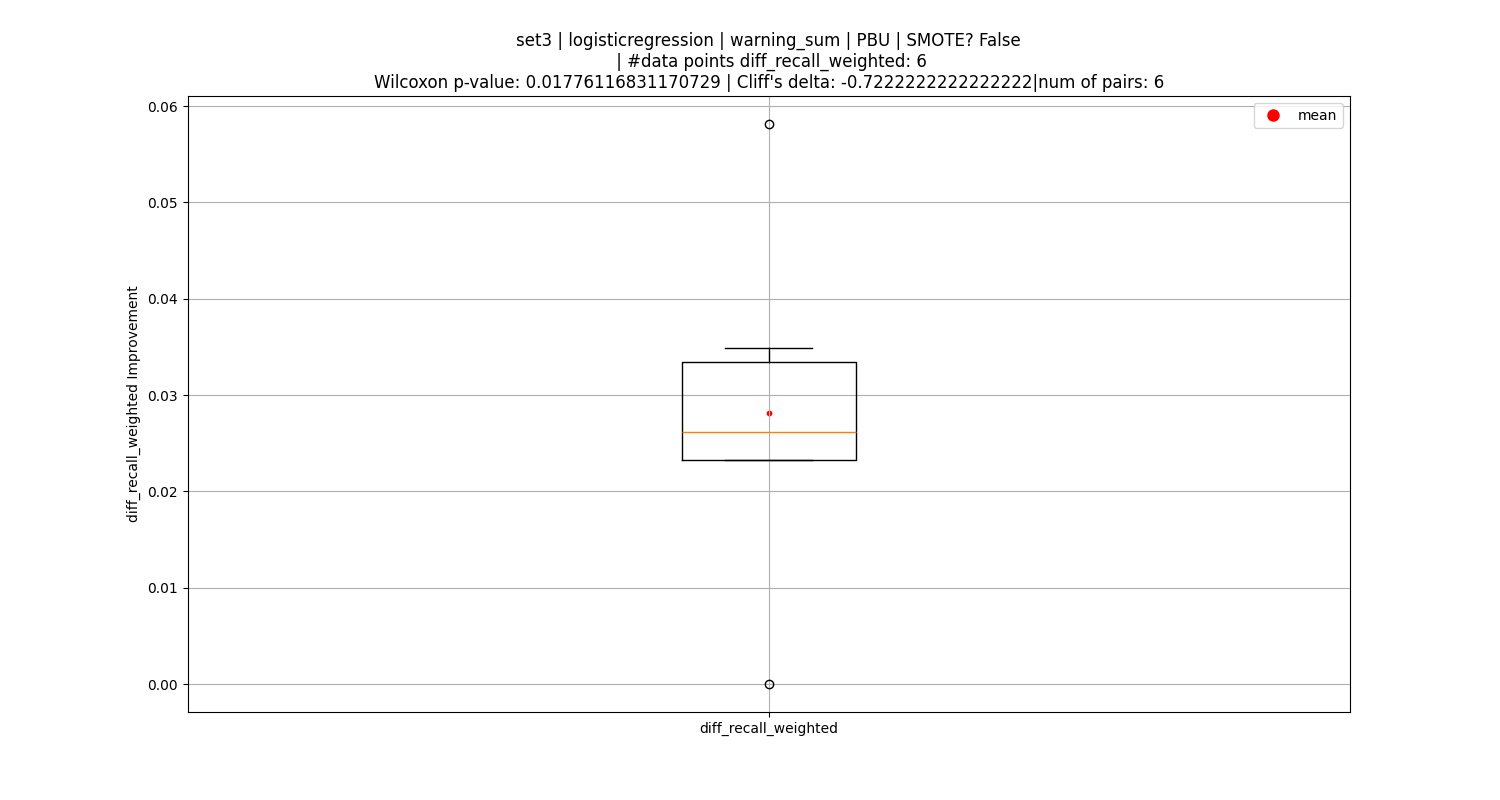 set3 | logisticregression | warning_sum | PBU | SMOTE? False
| #data points diff_recall_weighted: 6
Wilcoxon p-value: 0.01776116831170729 | Cliff's delta: -0.7222222222222222|num of pairs: 6
mean
0.06
0.05
0.04
0.03
0.02
0.01
0.00
diff_recall_weighted Improvement
diff_recall_weighted